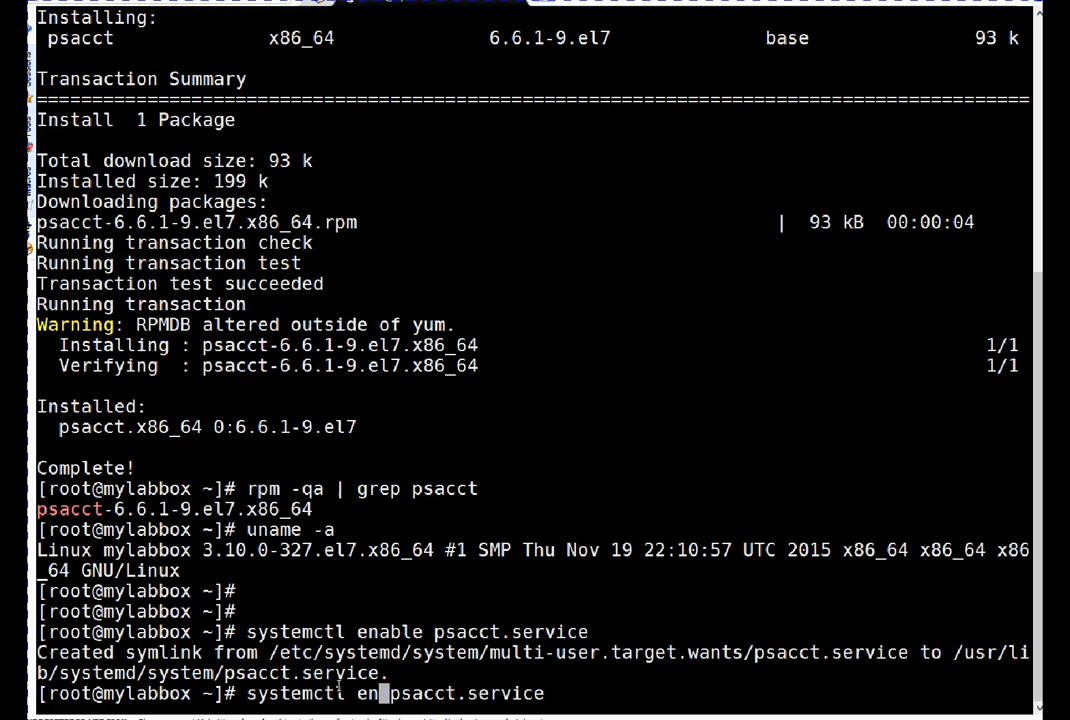 Installing:
psacct x86_64 6.6.1-9.el7 base 93 k
Transaction Summary
================================================================================
Install 1 Package
Total download size: 93 k
Installed size: 199 k
Downloading packages:
psacct-6.6.1-9.el7.x86_64.rpm | 93 kB 00:00:04
Running transaction check
Running transaction test
Transaction test succeeded
Running transaction
Warning: RPMDB altered outside of yum.
Installing : psacct-6.6.1-9.el7.x86_64 1/1
Verifying : psacct-6.6.1-9.el7.x86_64 1/1
Installed:
psacct.x86_64 0:6.6.1-9.el7
Complete!
[root@mylabbox ~]# rpm -qa | grep psacct
psacct-6.6.1-9.el7.x86_64
[root@mylabbox ~]# uname -a
Linux mylabbox 3.10.0-327.el7.x86_64 #1 SMP Thu Nov 19 22:10:57 UTC 2015 x86_64 x86_64 x86
_64 GNU/Linux
[root@mylabbox ~]#
[root@mylabbox ~]#
[root@mylabbox ~]# systemctl enable psacct.service
Created symlink from /etc/systemd/system/multi-user.target.wants/psacct.service to /usr/li
b/systemd/system/psacct.service.
[root@mylabbox ~]# systemctl en psacct.service